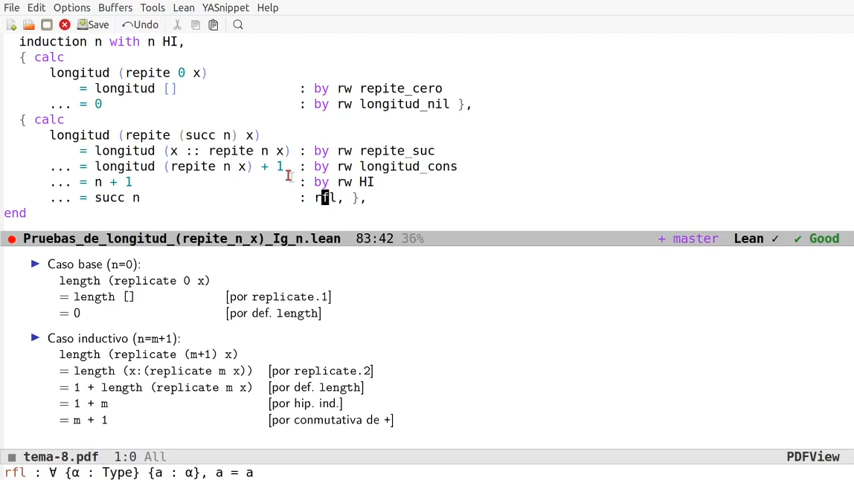 File Edit Options Buffers Tools Lean YASnippet Help
Save Undo
induction n with n HI,
{ calc
longitud (repite 0 x)
= longitud [] : by rw repite_cero
... = 0 : by rw longitud_nil },
{ calc
longitud (repite (succ n) x)
= longitud (x :: repite n x) : by rw repite_suc
... = longitud (repite n x) + 1 : by rw longitud_cons
... = n + 1 : by rw HI
... = succ n : rfl, },
end
Pruebas_de_longitud_(repite_n_x)_Ig_n.lean 83:42 36% + master Lean ✓ ✔ Good
Caso base (n=0):
length (replicate 0 x)
= length [] [por replicate.1]
= 0 [por def. length]
Caso inductivo (n=m+1):
length (replicate (m+1) x)
= length (x:(replicate m x)) [por replicate.2]
= 1 + length (replicate m x) [por def. length]
= 1 + m [por hip. ind.]
= m + 1 [por conmutativa de +]
tema-8.pdf 1:0 All PDFView
rfl : ∀ {α : Type} {a : α}, a = a